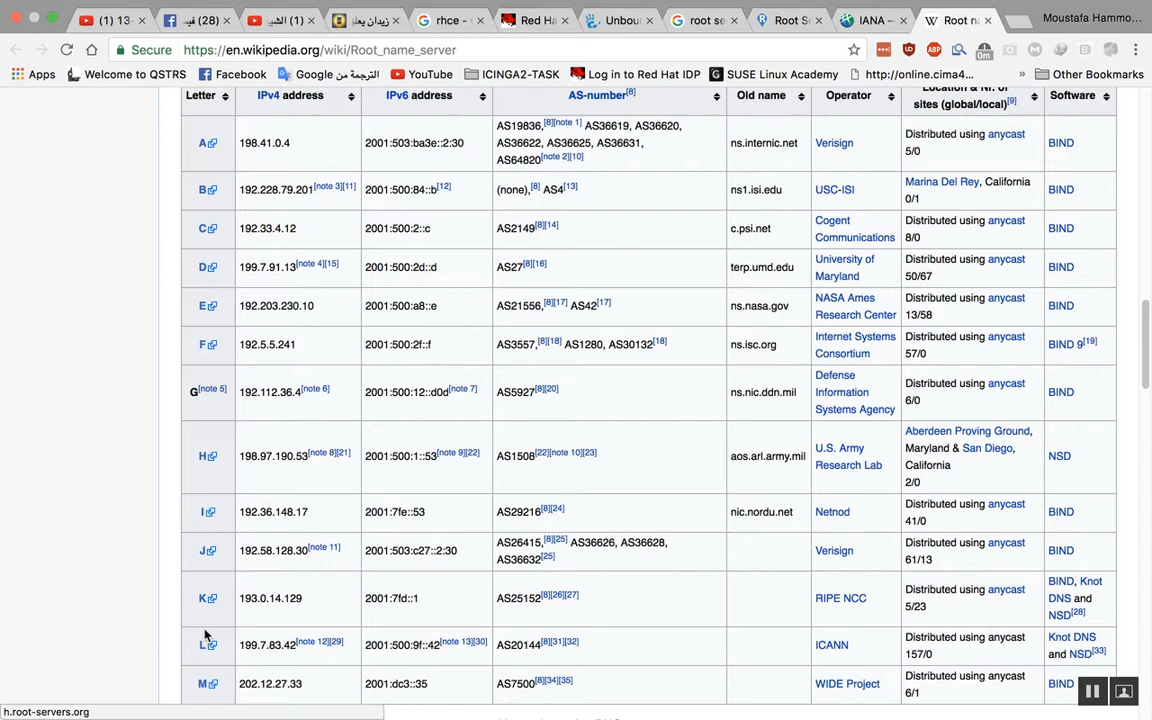 (1) 13-
(28) فيـ
(1) الشيـ
زيدان يعلو
rhce -
Red Ha
Unbou
root se
Root S
IANA —
Root n
Moustafa Hammo...
Secure
https://en.wikipedia.org/wiki/Root_name_server
ABP
0m
Apps
Welcome to QSTRS
Facebook
الترجمة من Google
YouTube
ICINGA2-TASK
Log in to Red Hat IDP
SUSE Linux Academy
http://online.cima4...
»
Other Bookmarks
Letter
IPv4 address
IPv6 address
AS-number[8]
Old name
Operator
Location & Nr. of
sites (global/local)[9]
Software
A
198.41.0.4
2001:503:ba3e::2:30
AS19836,[8][note 1] AS36619, AS36620,
AS36622, AS36625, AS36631,
AS64820[note 2][10]
ns.internic.net
Verisign
Distributed using anycast
5/0
BIND
B
192.228.79.201[note 3][11]
2001:500:84::b[12]
(none),[8] AS4[13]
ns1.isi.edu
USC-ISI
Marina Del Rey, California
0/1
BIND
C
192.33.4.12
2001:500:2::c
AS2149[8][14]
c.psi.net
Cogent
Communications
Distributed using anycast
8/0
BIND
D
199.7.91.13[note 4][15]
2001:500:2d::d
AS27[8][16]
terp.umd.edu
University of
Maryland
Distributed using anycast
50/67
BIND
E
192.203.230.10
2001:500:a8::e
AS21556,[8][17] AS42[17]
ns.nasa.gov
NASA Ames
Research Center
Distributed using anycast
13/58
BIND
F
192.5.5.241
2001:500:2f::f
AS3557,[8][18] AS1280, AS30132[18]
ns.isc.org
Internet Systems
Consortium
Distributed using anycast
57/0
BIND 9[19]
G[note 5]
192.112.36.4[note 6]
2001:500:12::d0d[note 7]
AS5927[8][20]
ns.nic.ddn.mil
Defense
Information
Systems Agency
Distributed using anycast
6/0
BIND
H
198.97.190.53[note 8][21]
2001:500:1::53[note 9][22]
AS1508[22][note 10][23]
aos.arl.army.mil
U.S. Army
Research Lab
Aberdeen Proving Ground,
Maryland & San Diego,
California
2/0
NSD
I
192.36.148.17
2001:7fe::53
AS29216[8][24]
nic.nordu.net
Netnod
Distributed using anycast
41/0
BIND
J
192.58.128.30[note 11]
2001:503:c27::2:30
AS26415,[8][25] AS36626, AS36628,
AS36632[25]
Verisign
Distributed using anycast
61/13
BIND
K
193.0.14.129
2001:7fd::1
AS25152[8][26][27]
RIPE NCC
Distributed using anycast
5/23
BIND, Knot
DNS and
NSD[28]
L
199.7.83.42[note 12][29]
2001:500:9f::42[note 13][30]
AS20144[8][31][32]
ICANN
Distributed using anycast
157/0
Knot DNS
and NSD[33]
M
202.12.27.33
2001:dc3::35
AS7500[8][34][35]
WIDE Project
Distributed using anycast
6/1
BIND
h.root-servers.org